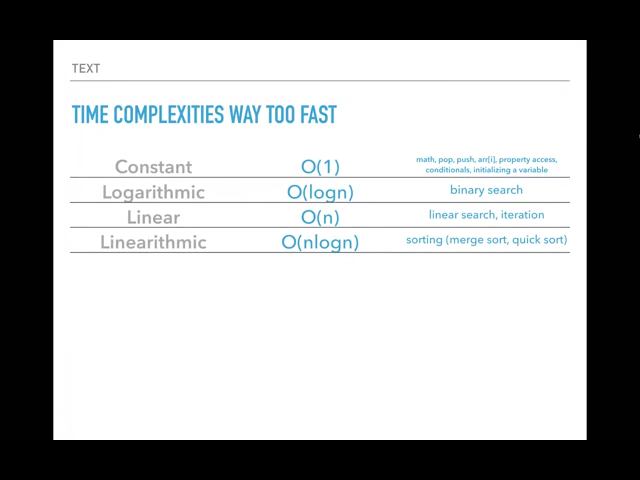 TEXT
TIME COMPLEXITIES WAY TOO FAST
Constant O(1) math, pop, push, arr[i], property access,
conditionals, initializing a variable
Logarithmic O(logn) binary search
Linear O(n) linear search, iteration
Linearithmic O(nlogn) sorting (merge sort, quick sort)